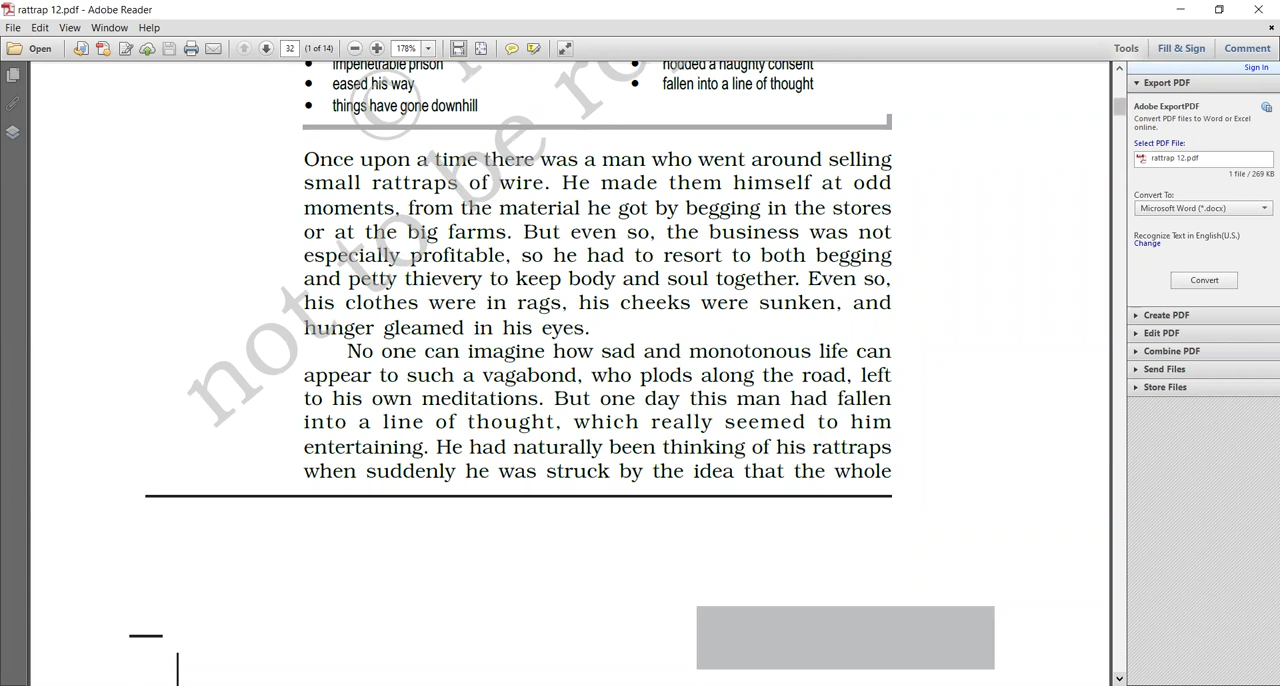 rattrap 12.pdf - Adobe Reader
File Edit View Window Help
Open 32 (1 of 14) 178% Tools Fill & Sign Comment
Sign In
impenetrable prison
nodded a naughty consent
eased his way
fallen into a line of thought
things have gone downhill
Once upon a time there was a man who went around selling
small rattraps of wire. He made them himself at odd
moments, from the material he got by begging in the stores
or at the big farms. But even so, the business was not
especially profitable, so he had to resort to both begging
and petty thievery to keep body and soul together. Even so,
his clothes were in rags, his cheeks were sunken, and
hunger gleamed in his eyes.
No one can imagine how sad and monotonous life can
appear to such a vagabond, who plods along the road, left
to his own meditations. But one day this man had fallen
into a line of thought, which really seemed to him
entertaining. He had naturally been thinking of his rattraps
when suddenly he was struck by the idea that the whole
not to be re
©
Export PDF
Adobe ExportPDF
Convert PDF files to Word or Excel
online.
Select PDF File:
rattrap 12.pdf
1 file / 269 KB
Convert To:
Microsoft Word (*.docx)
Recognize Text in English(U.S.)
Change
Convert
Create PDF
Edit PDF
Combine PDF
Send Files
Store Files